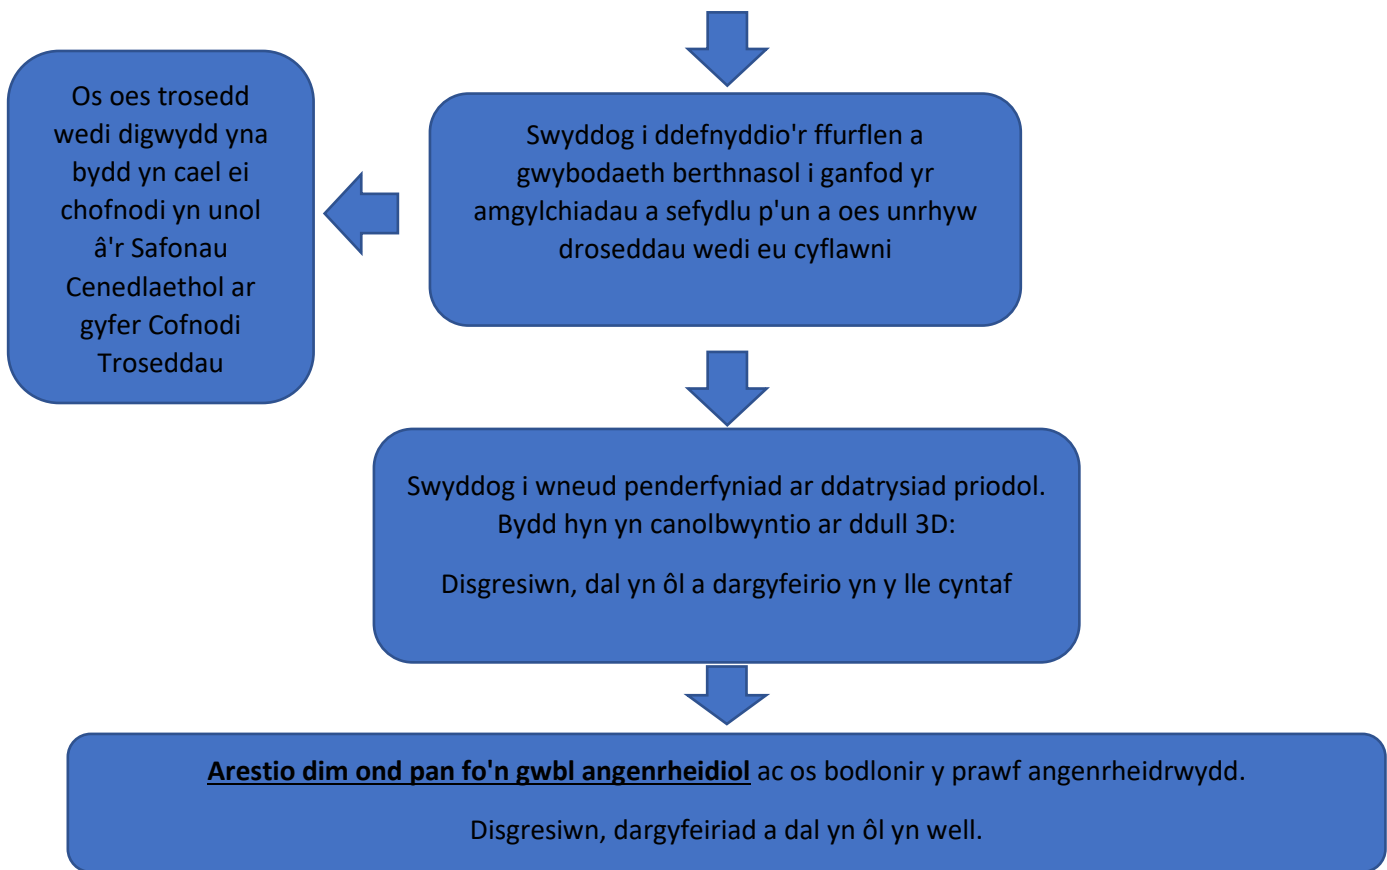 Os oes trosedd
wedi digwydd yna
bydd yn cael ei
chofnodi yn unol
â'r Safonau
Cenedlaethol ar
gyfer Cofnodi
Troseddau
Swyddog i ddefnyddio'r ffurflen a
gwybodaeth berthnasol i ganfod yr
amgylchiadau a sefydlu p'un a oes unrhyw
droseddau wedi eu cyflawni
Swyddog i wneud penderfyniad ar ddatrysiad priodol.
Bydd hyn yn canolbwyntio ar ddull 3D:
Disgresiwn, dal yn ôl a dargyfeirio yn y lle cyntaf
Arestio dim ond pan fo'n gwbl angenrheidiol ac os bodlonir y prawf angenrheidrwydd.
Disgresiwn, dargyfeiriad a dal yn ôl yn well.